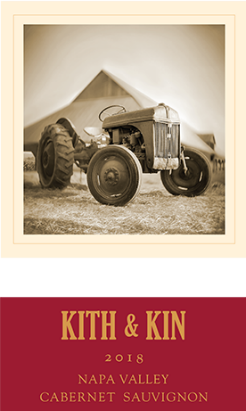 KITH & KIN
2018
NAPA VALLEY
CABERNET SAUVIGNON